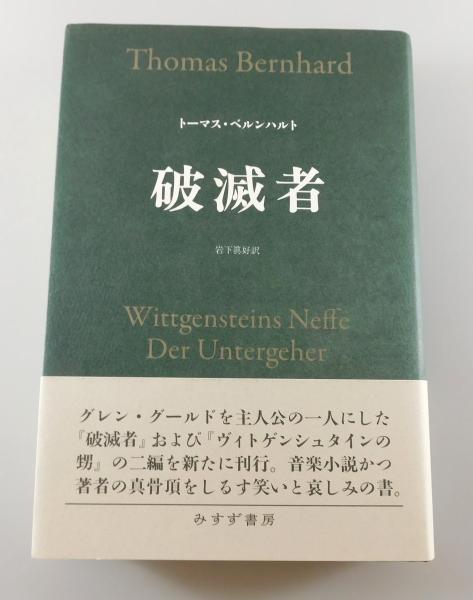 Thomas Bernhard
トーマス・ベルンハルト
破滅者
岩下眞好訳
Wittgensteins Neffe
Der Untergeher
グレン・グールドを主人公の一人にした
『破滅者』および『ヴィトゲンシュタインの
甥』の二編を新たに刊行。音楽小説かつ
著者の真骨頂をしるす笑いと哀しみの書。
みすず書房